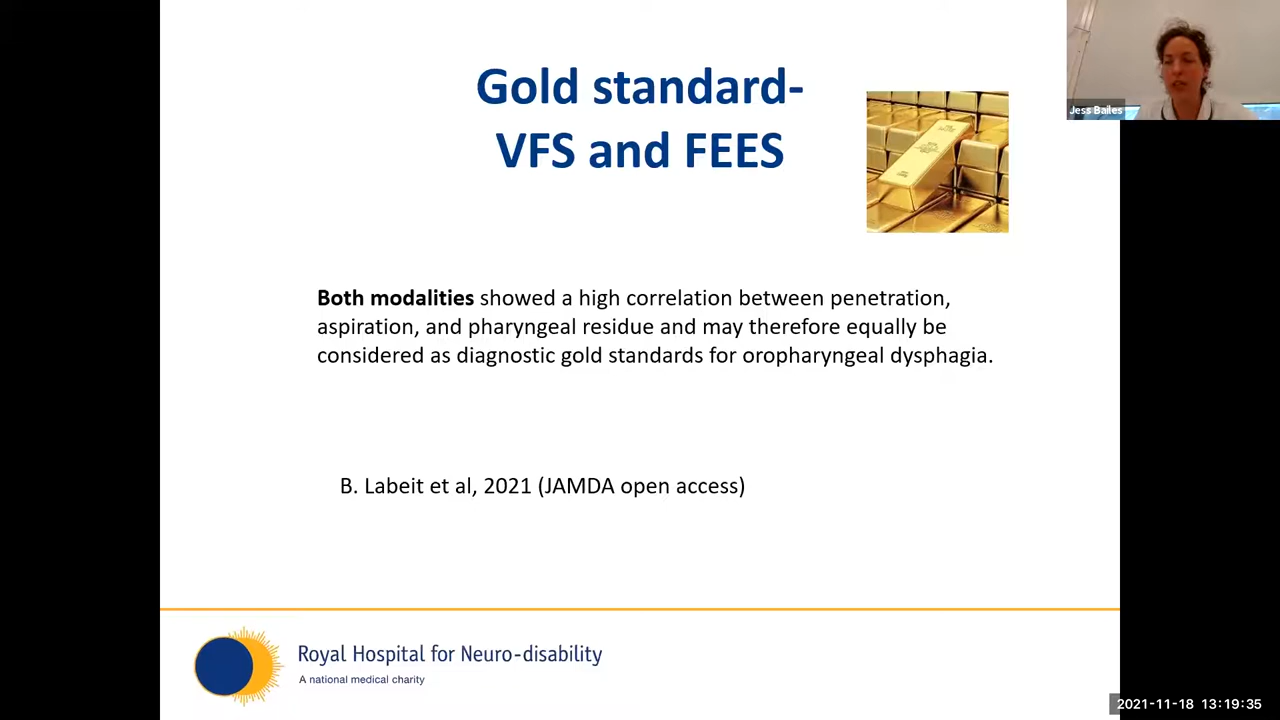 Gold standard-
VFS and FEES
Jess Bailes
Both modalities showed a high correlation between penetration,
aspiration, and pharyngeal residue and may therefore equally be
considered as diagnostic gold standards for oropharyngeal dysphagia.
B. Labeit et al, 2021 (JAMDA open access)
Royal Hospital for Neuro-disability
A national medical charity
2021-11-18 13:19:35